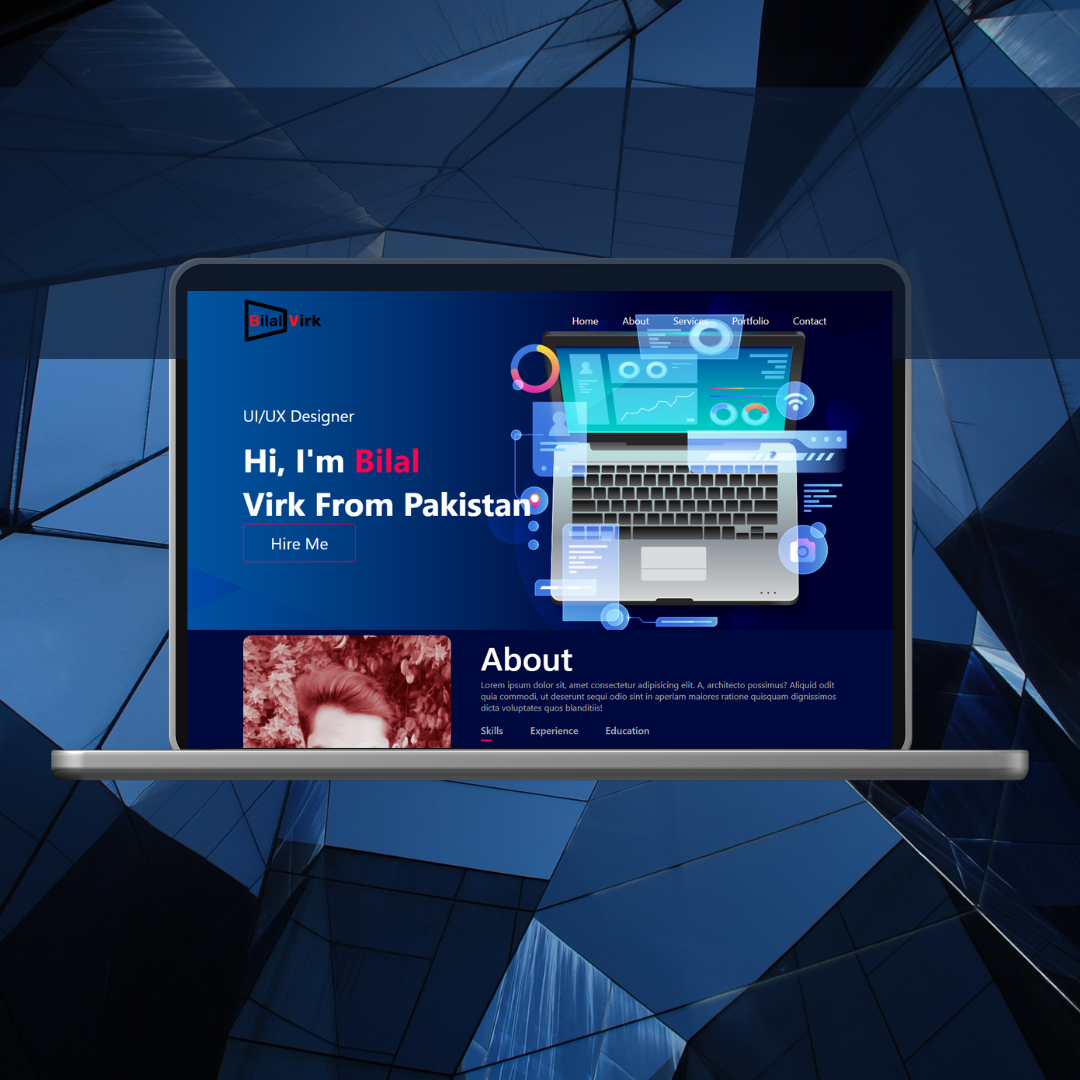 Bilal Virk
Home About Services Portfolio Contact
UI/UX Designer
Hi, I'm Bilal
Virk From Pakistan
Hire Me
About
Lorem ipsum dolor sit, amet consectetur adipisicing elit. A, architecto possimus? Aliquid odit
quia commodi, ut deserunt sequi odio sint in aperiam maiores ratione quisquam dignissimos
dicta voluptates quos blanditiis!
Skills Experience Education